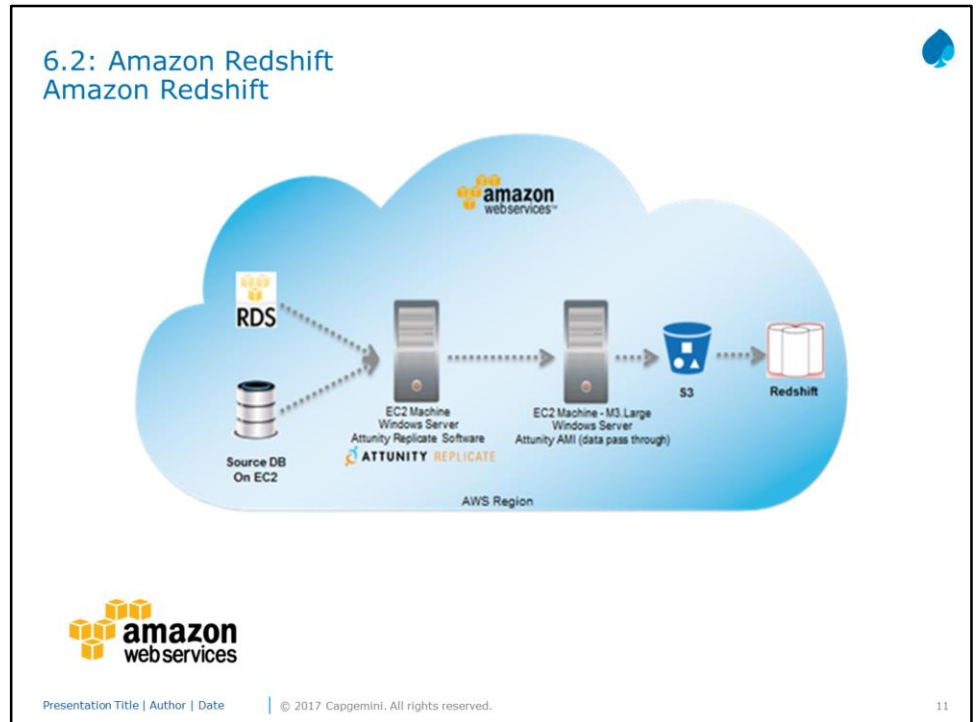 6.2: Amazon Redshift
Amazon Redshift
amazon
webservices™
RDS
EC2 Machine
Windows Server
Attunity Replicate Software
ATTUNITY REPLICATE
EC2 Machine - M3.Large
Windows Server
Attunity AMI (data pass through)
S3
Redshift
Source DB
On EC2
AWS Region
amazon
webservices
Presentation Title | Author | Date
© 2017 Capgemini. All rights reserved.
11